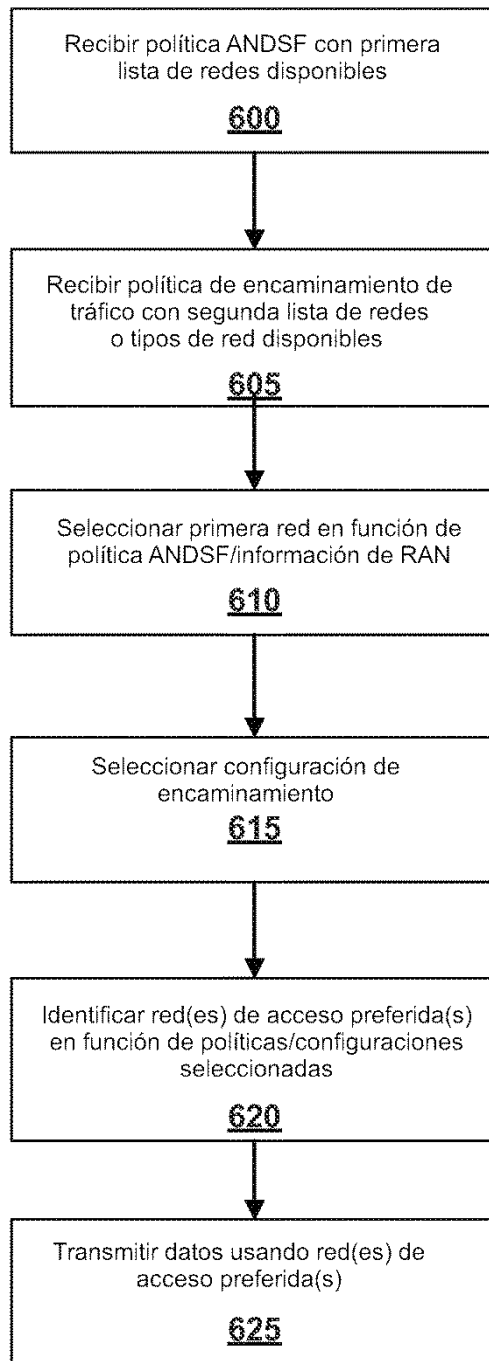 Recibir política ANDSF con primera
lista de redes disponibles
600
Recibir política de encaminamiento de
tráfico con segunda lista de redes
o tipos de red disponibles
605
Seleccionar primera red en función de
política ANDSF/información de RAN
610
Seleccionar configuración de
encaminamiento
615
Identificar red(es) de acceso preferida(s)
en función de políticas/configuraciones
seleccionadas
620
Transmitir datos usando red(es) de
acceso preferida(s)
625